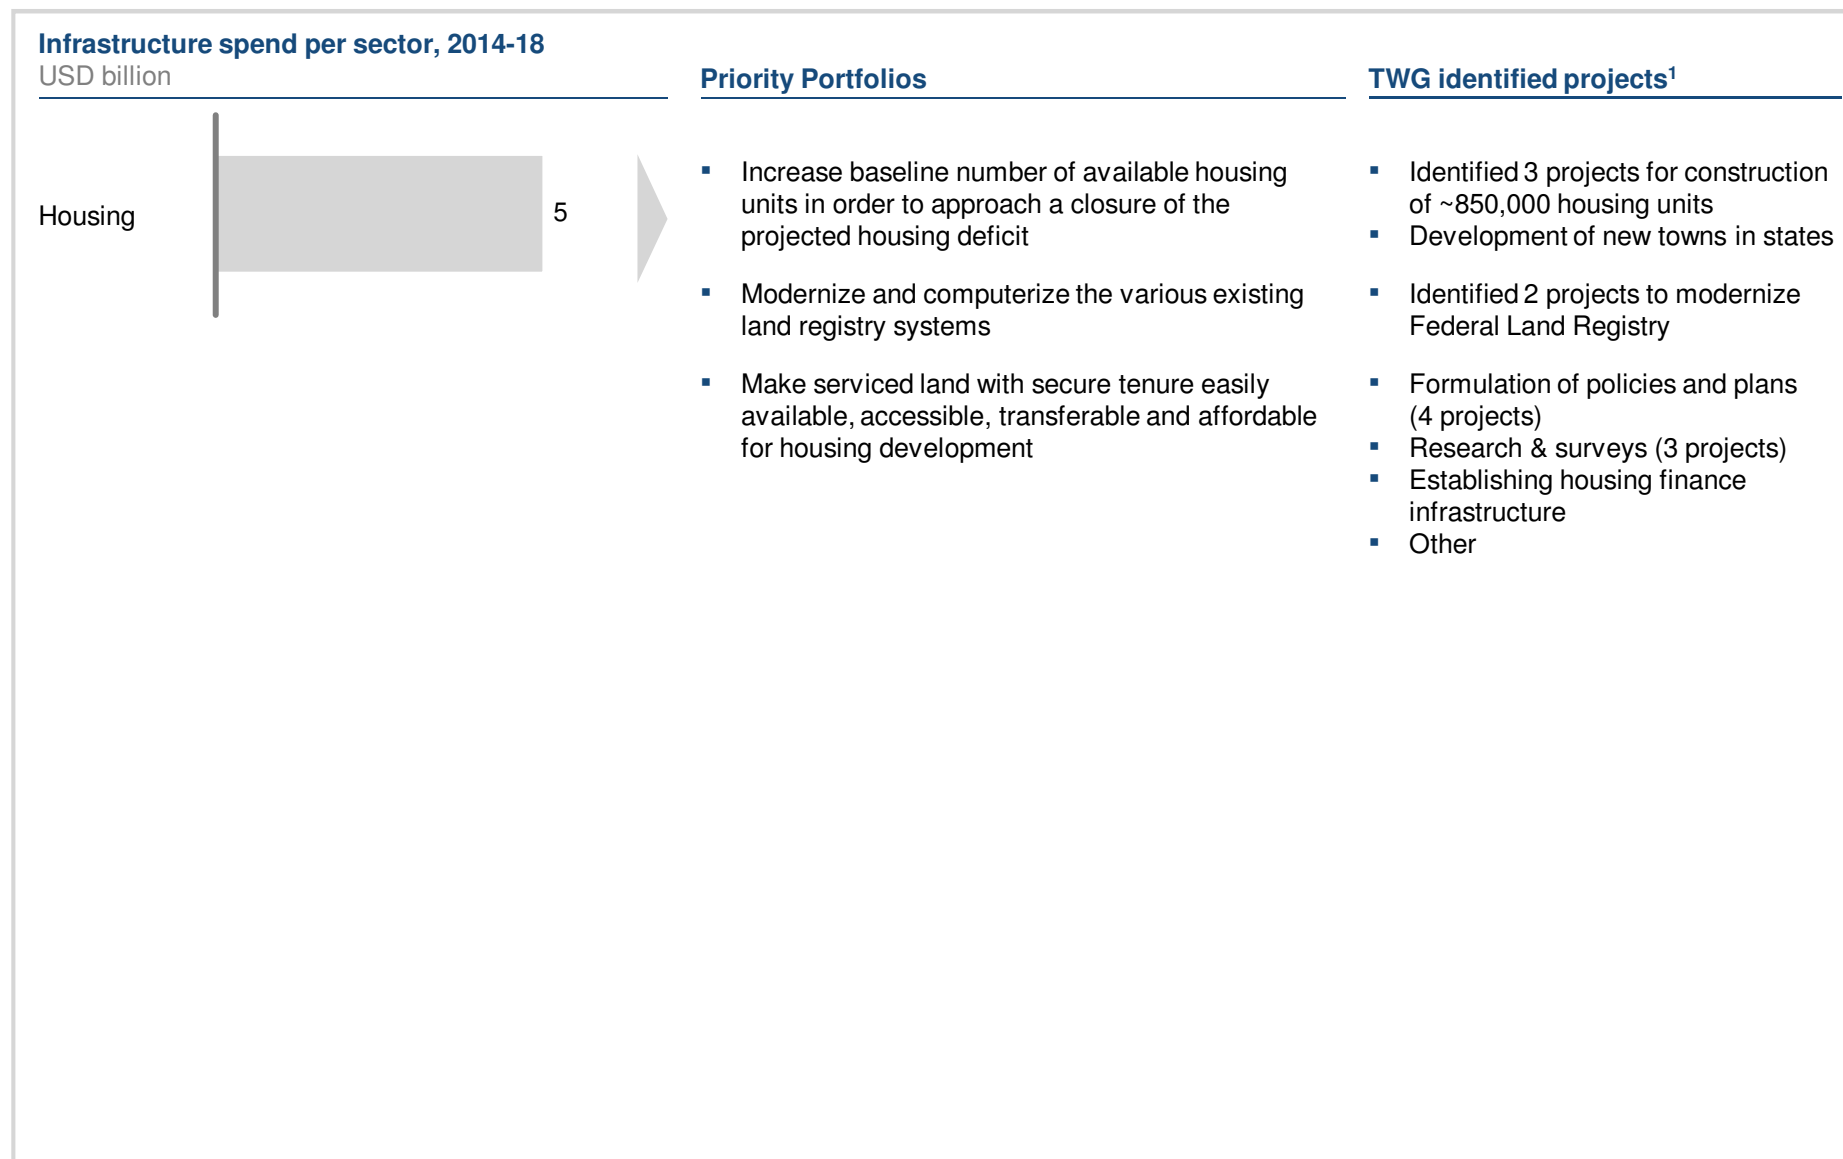 Infrastructure spend per sector, 2014-18
USD billion
Housing
5
Priority Portfolios
▪ Increase baseline number of available housing
units in order to approach a closure of the
projected housing deficit
▪ Modernize and computerize the various existing
land registry systems
▪ Make serviced land with secure tenure easily
available, accessible, transferable and affordable
for housing development
TWG identified projects¹
▪ Identified 3 projects for construction
of ~850,000 housing units
▪ Development of new towns in states
▪ Identified 2 projects to modernize
Federal Land Registry
▪ Formulation of policies and plans
(4 projects)
▪ Research & surveys (3 projects)
▪ Establishing housing finance
infrastructure
▪ Other